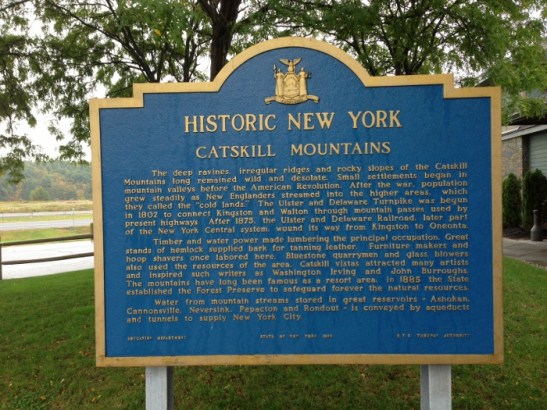 HISTORIC NEW YORK
CATSKILL MOUNTAINS
The deep ravines, irregular ridges and rocky slopes of the Catskill
Mountains long remained wild and desolate. Small settlements began in
mountain valleys before the American Revolution. After the war, population
grew steadily as New Englanders streamed into the higher areas, which
they called the "cold lands." The Ulster and Delaware Turnpike was begun
in 1802 to connect Kingston and Walton through mountain passes used by
present highways. After 1875, the Ulster and Delaware Railroad, later part
of the New York Central system, wound its way from Kingston to Oneonta.
Timber and water power made lumbering the principal occupation. Great
stands of hemlock supplied bark for tanning leather. Furniture makers and
hoop shavers once labored here. Bluestone quarrymen and glass blowers
also used the resources of the area. Catskill vistas attracted many artists
and inspired such writers as Washington Irving and John Burroughs.
The mountains have long been famous as a resort area. In 1885 the State
established the Forest Preserve to safeguard forever the natural resources.
Water from mountain streams stored in great reservoirs - Ashokan,
Cannonsville, Neversink, Pepacton and Rondout - is conveyed by aqueducts
and tunnels to supply New York City.
EDUCATION DEPARTMENT STATE OF NEW YORK N.Y.S. THRUWAY AUTHORITY